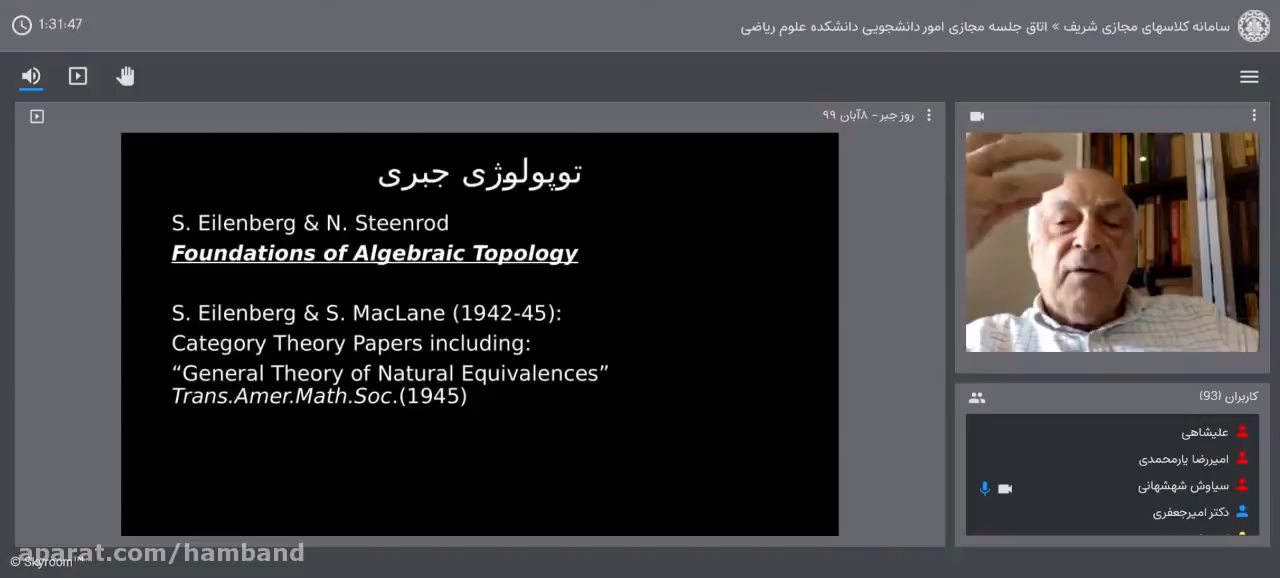 1:31:47
سامانه کلاسهای مجازی شریف » اتاق جلسه مجازی امور دانشجویی دانشکده علوم ریاضی
روز جبر - ۸آبان ۹۹
توپولوژی جبری
S. Eilenberg & N. Steenrod
Foundations of Algebraic Topology
S. Eilenberg & S. MacLane (1942-45):
Category Theory Papers including:
“General Theory of Natural Equivalences”
Trans.Amer.Math.Soc.(1945)
کاربران (93)
علیشاهی
امیررضا یارمحمدی
سیاوش شهشهانی
دکتر امیرجعفری
aparat.com/hamband
© Skyroom™